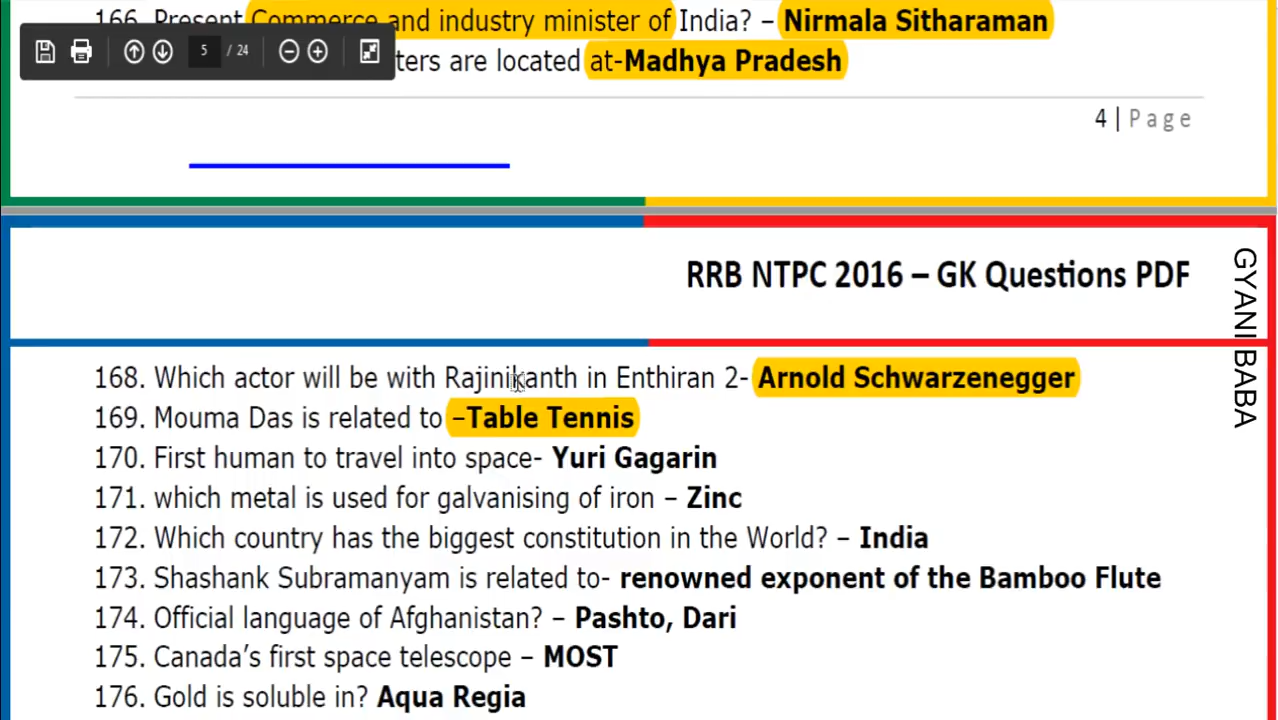 166. Present Commerce and industry minister of India? – Nirmala Sitharaman
5 / 24
ters are located at-Madhya Pradesh
4 | Page
RRB NTPC 2016 – GK Questions PDF
GYANI BABA
168. Which actor will be with Rajinikanth in Enthiran 2- Arnold Schwarzenegger
169. Mouma Das is related to –Table Tennis
170. First human to travel into space- Yuri Gagarin
171. which metal is used for galvanising of iron – Zinc
172. Which country has the biggest constitution in the World? – India
173. Shashank Subramanyam is related to- renowned exponent of the Bamboo Flute
174. Official language of Afghanistan? – Pashto, Dari
175. Canada’s first space telescope – MOST
176. Gold is soluble in? Aqua Regia